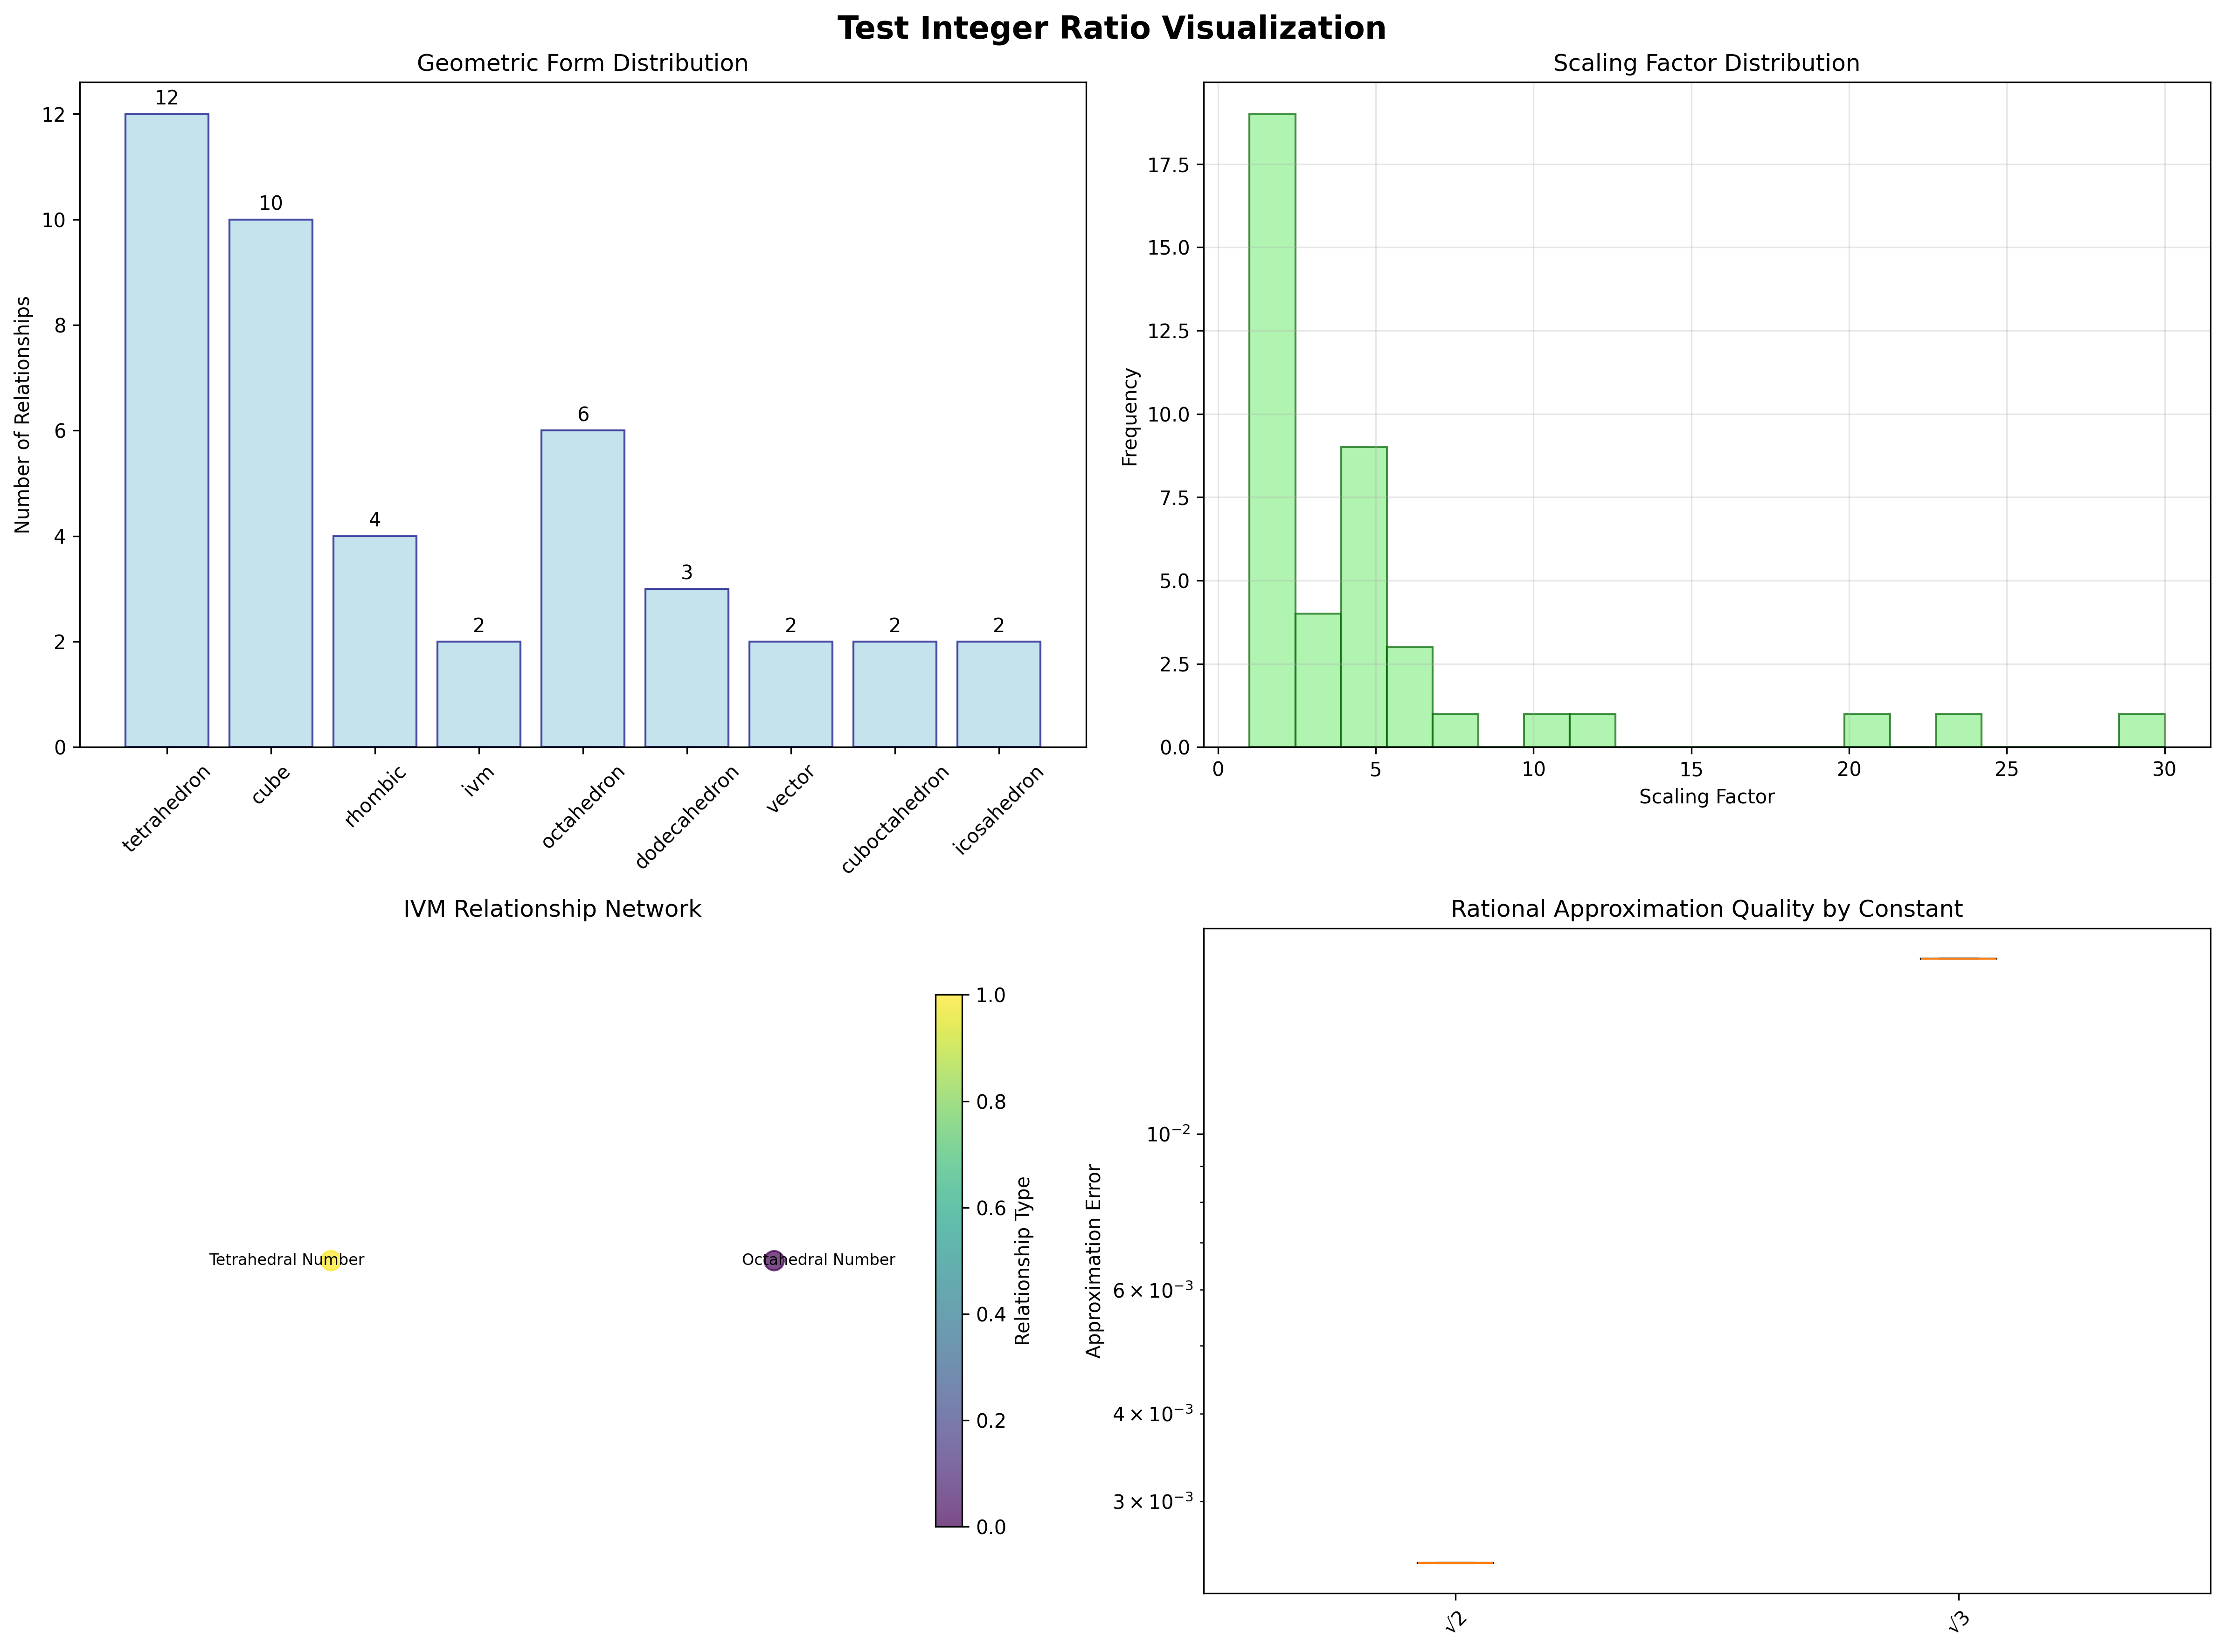 Test Integer Ratio Visualization
Geometric Form Distribution
Number of Relationships
12
10
8
6
4
2
0
12
10
4
2
6
3
2
2
2
tetrahedron
cube
rhombic
ivm
octahedron
dodecahedron
vector
cuboctahedron
icosahedron
Scaling Factor Distribution
Frequency
17.5
15.0
12.5
10.0
7.5
5.0
2.5
0.0
0
5
10
15
20
25
30
Scaling Factor
IVM Relationship Network
Tetrahedral Number
Octahedral Number
1.0
0.8
0.6
0.4
0.2
0.0
Relationship Type
Rational Approximation Quality by Constant
Approximation Error
10⁻²
6 × 10⁻³
4 × 10⁻³
3 × 10⁻³
√2
√3